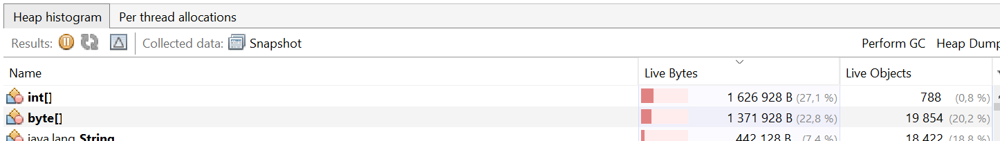 Heap histogram Per thread allocations
Results: Collected data: Snapshot Perform GC Heap Dump
Name Live Bytes Live Objects
int[] 1 626 928 B (27,1 %) 788 (0,8 %)
byte[] 1 371 928 B (22,8 %) 19 854 (20,2 %)
java.lang.String 442 128 B (7,4 %) 18 422 (18,8 %)